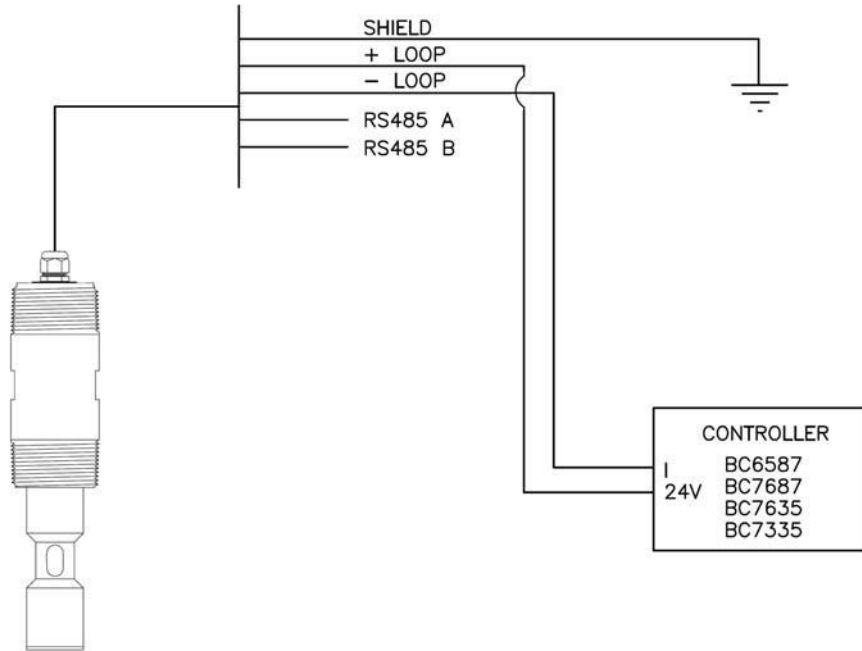 SHIELD
+ LOOP
- LOOP
RS485 A
RS485 B
CONTROLLER
I BC6587
24V BC7687
BC7635
BC7335